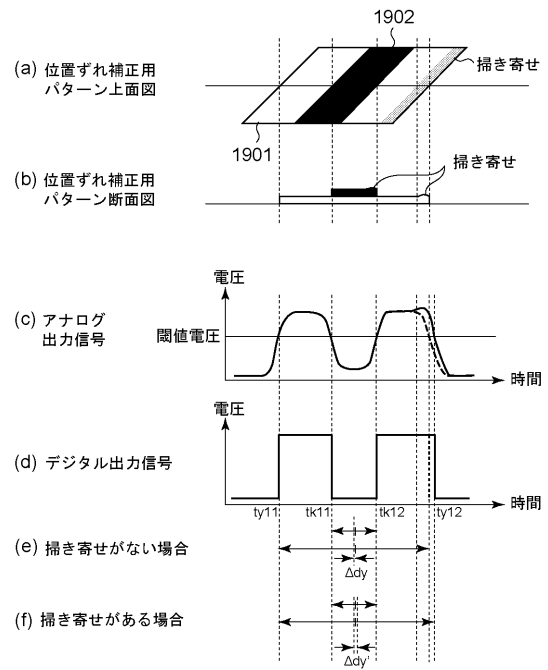 1902
(a) 位置ずれ補正用
パターン上面図
掃き寄せ
1901
(b) 位置ずれ補正用
パターン断面図
掃き寄せ
電圧
(c) アナログ
出力信号
閾値電圧
時間
電圧
(d) デジタル出力信号
時間
ty11 tk11 tk12 ty12
(e) 掃き寄せがない場合
Δdy
(f) 掃き寄せがある場合
Δdy'